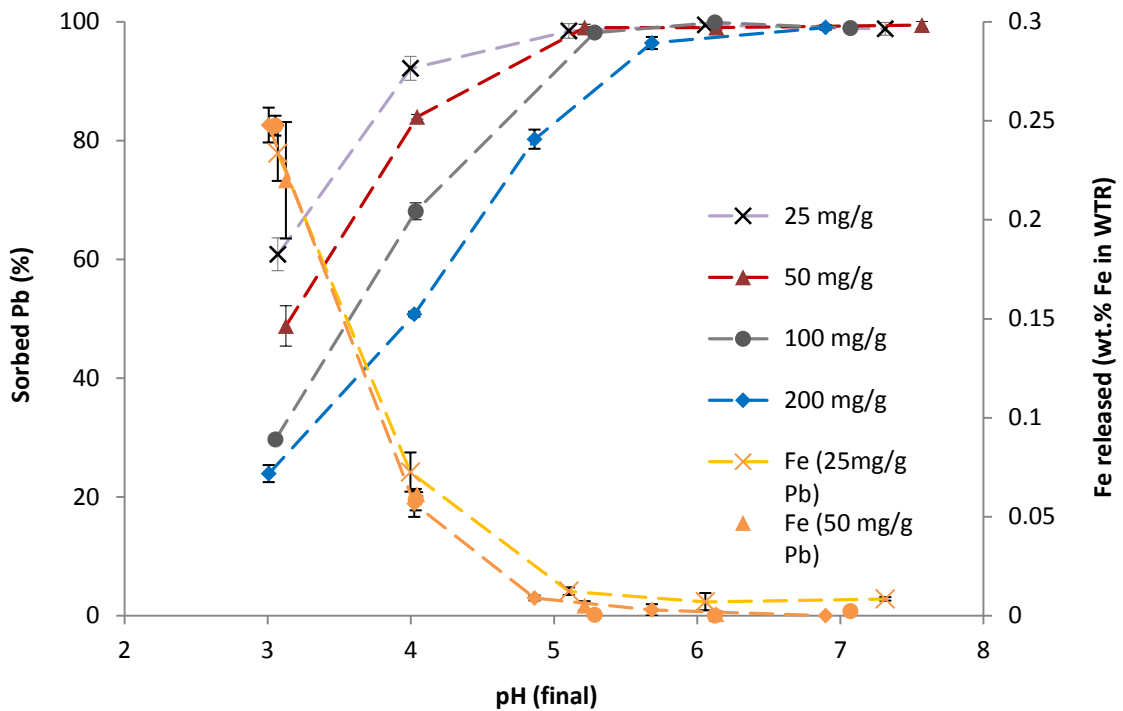 100
80
60
40
20
0
Sorbed Pb (%)
0.3
0.25
0.2
0.15
0.1
0.05
0
Fe released (wt.% Fe in WTR)
25 mg/g
50 mg/g
100 mg/g
200 mg/g
Fe (25mg/g
Pb)
Fe (50 mg/g
Pb)
2 3 4 5 6 7 8
pH (final)